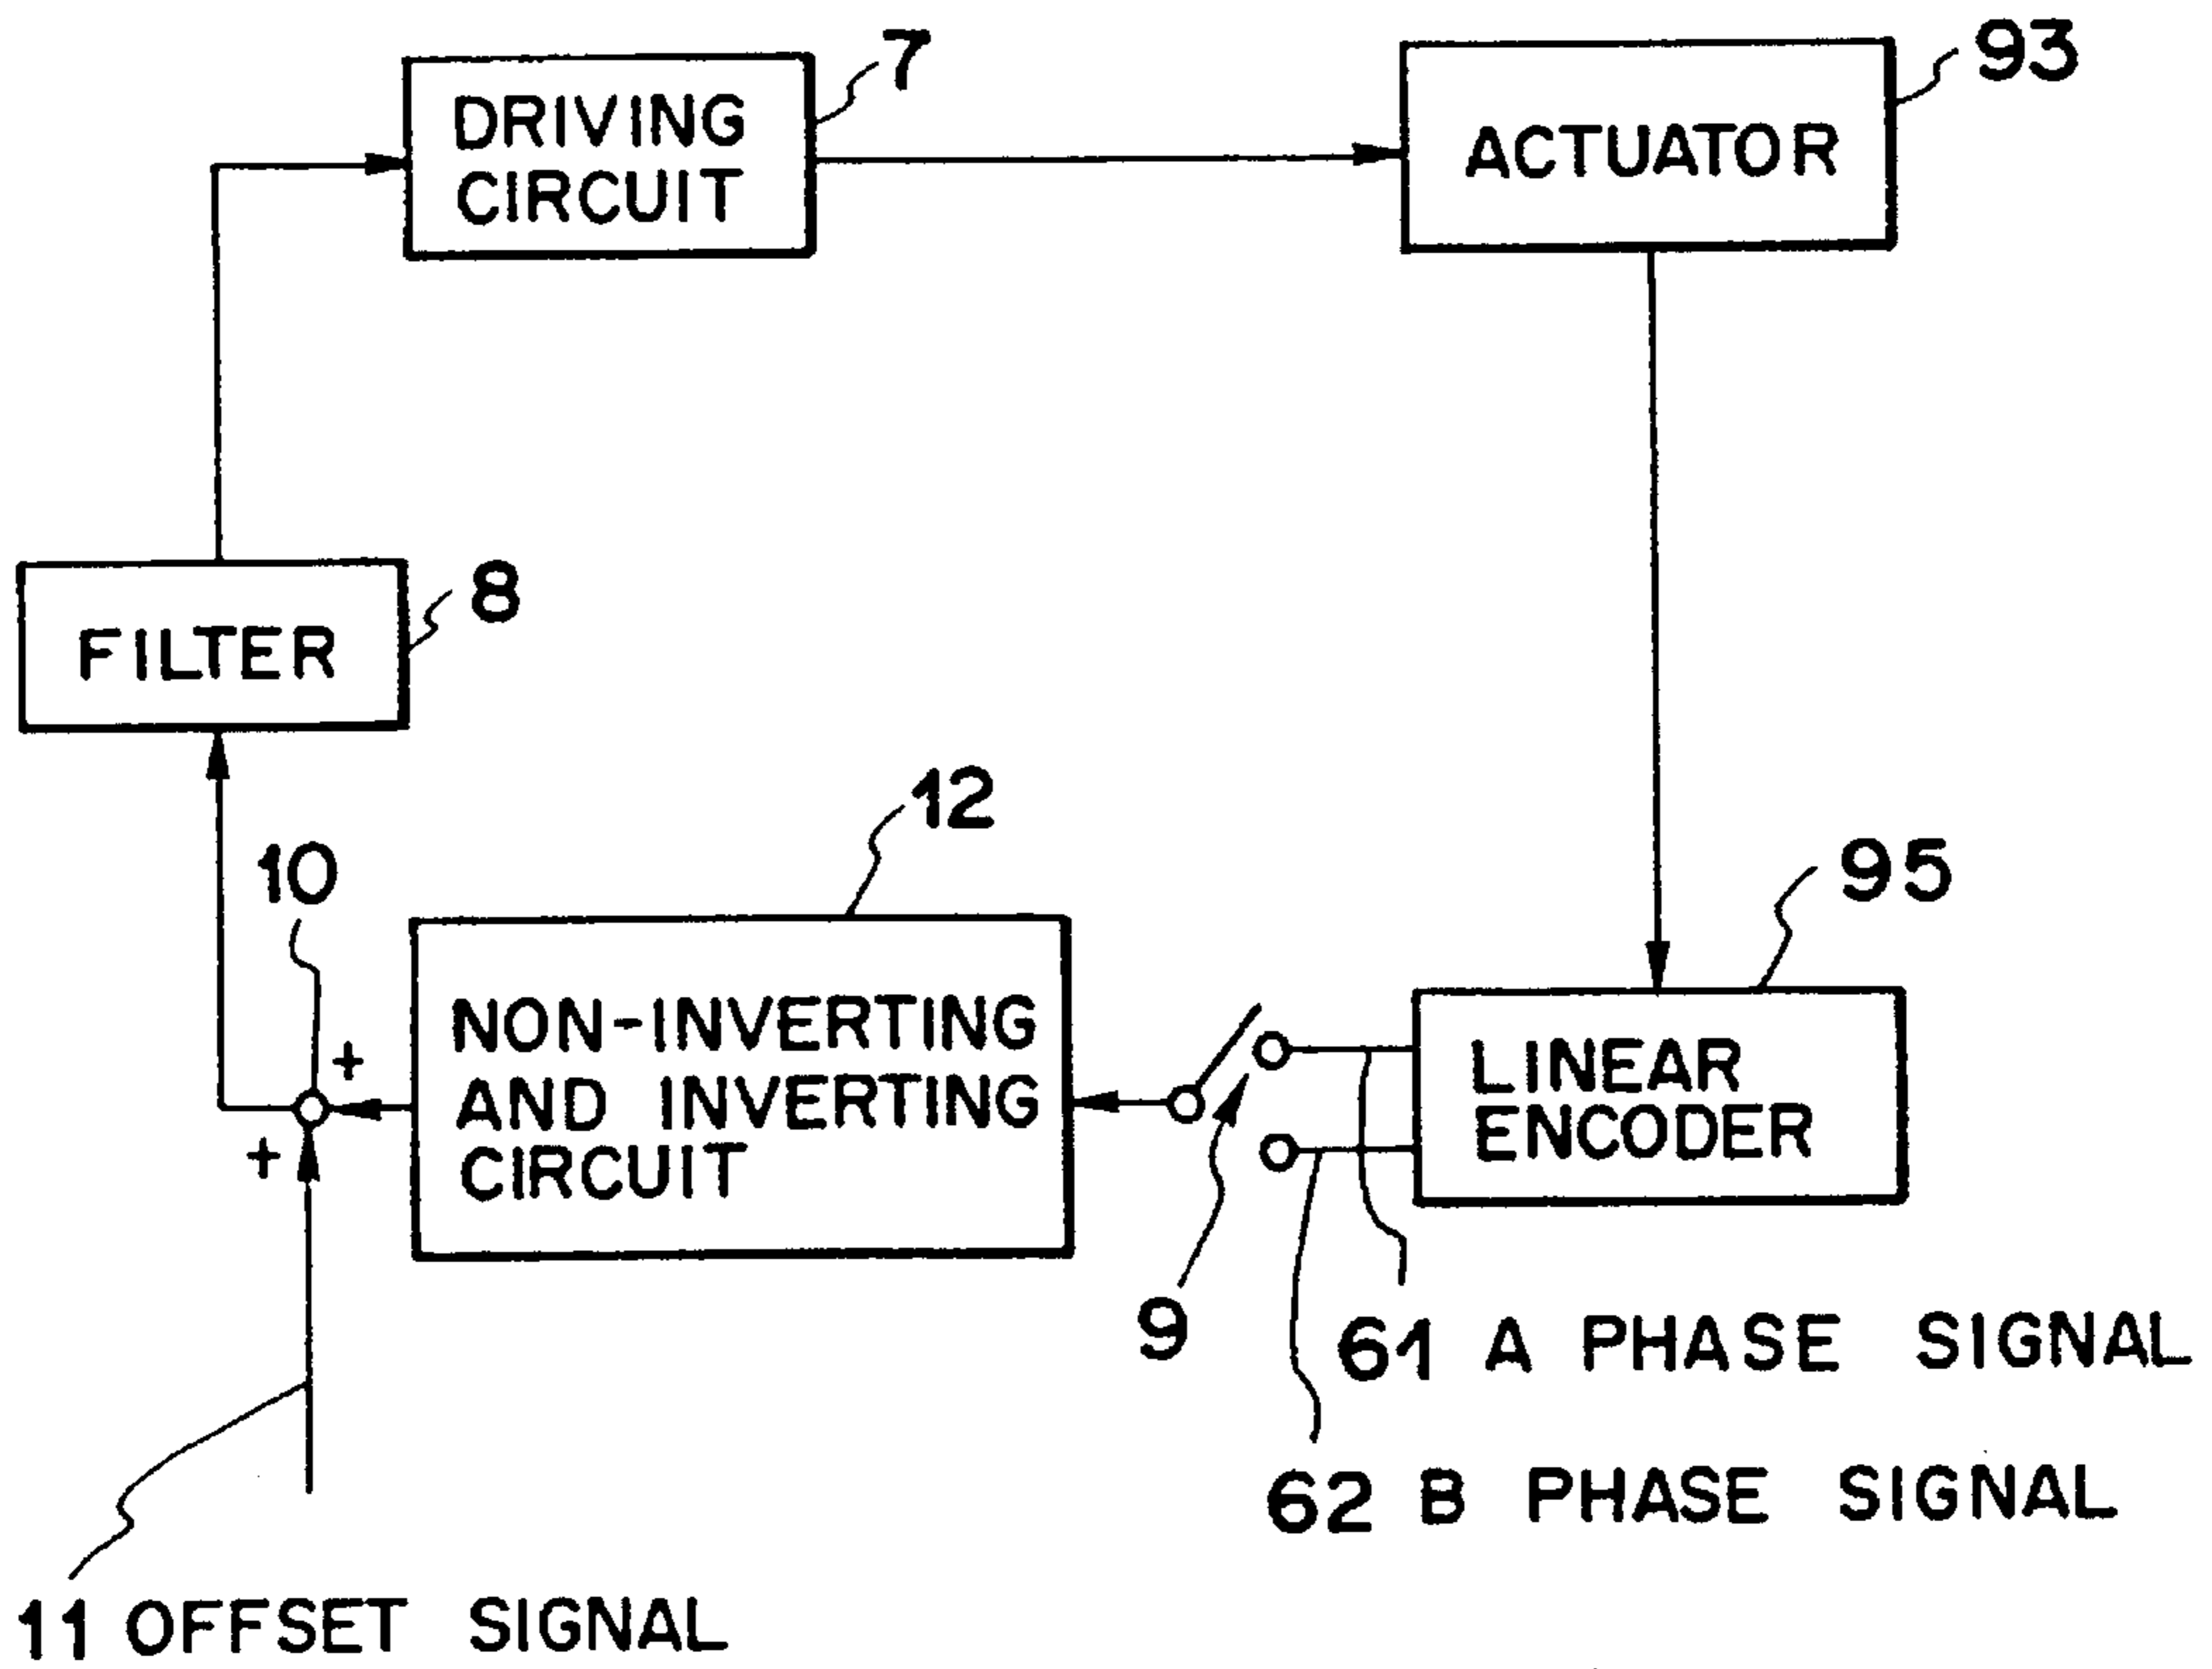 7
93
DRIVING
CIRCUIT
ACTUATOR
8
FILTER
12
10
95
NON-INVERTING
AND INVERTING
CIRCUIT
+
+
LINEAR
ENCODER
9
61 A PHASE SIGNAL
62 B PHASE SIGNAL
11 OFFSET SIGNAL